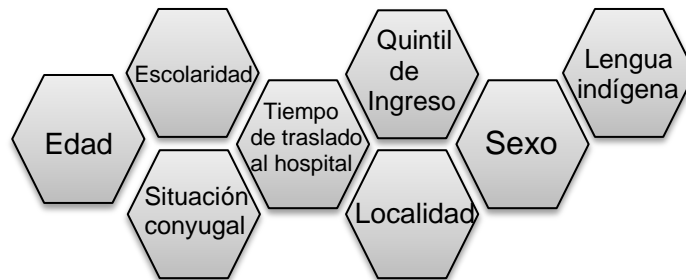 Edad
Escolaridad
Situación
conyugal
Tiempo
de traslado
al hospital
Quintil
de
Ingreso
Localidad
Sexo
Lengua
indígena